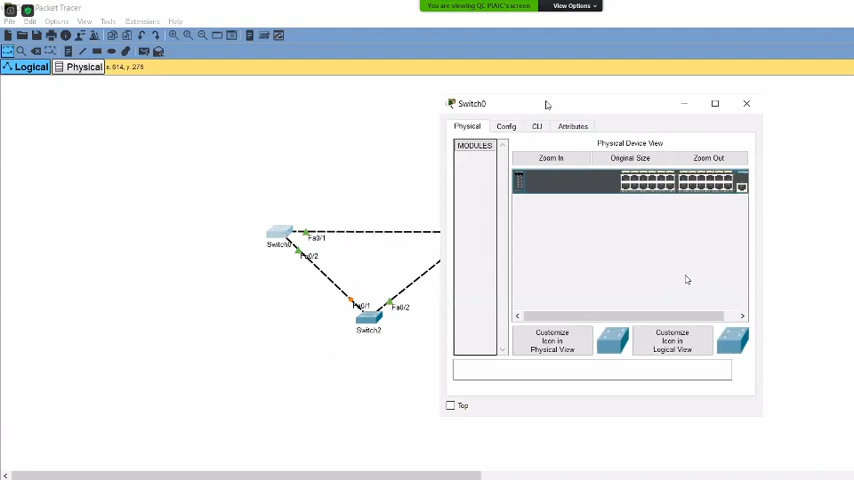 You are viewing QC PIAIC's screen
View Options
Packet Tracer
File Edit Options View Tools Extensions Help
Logical
Physical
x: 614, y: 278
Switch0
Physical Config CLI Attributes
MODULES
Physical Device View
Zoom In Original Size Zoom Out
Switch0
Fa0/1
Fa0/2
Fa0/1
Fa0/2
Switch2
Customize
Icon in
Physical View
Customize
Icon in
Logical View
Top